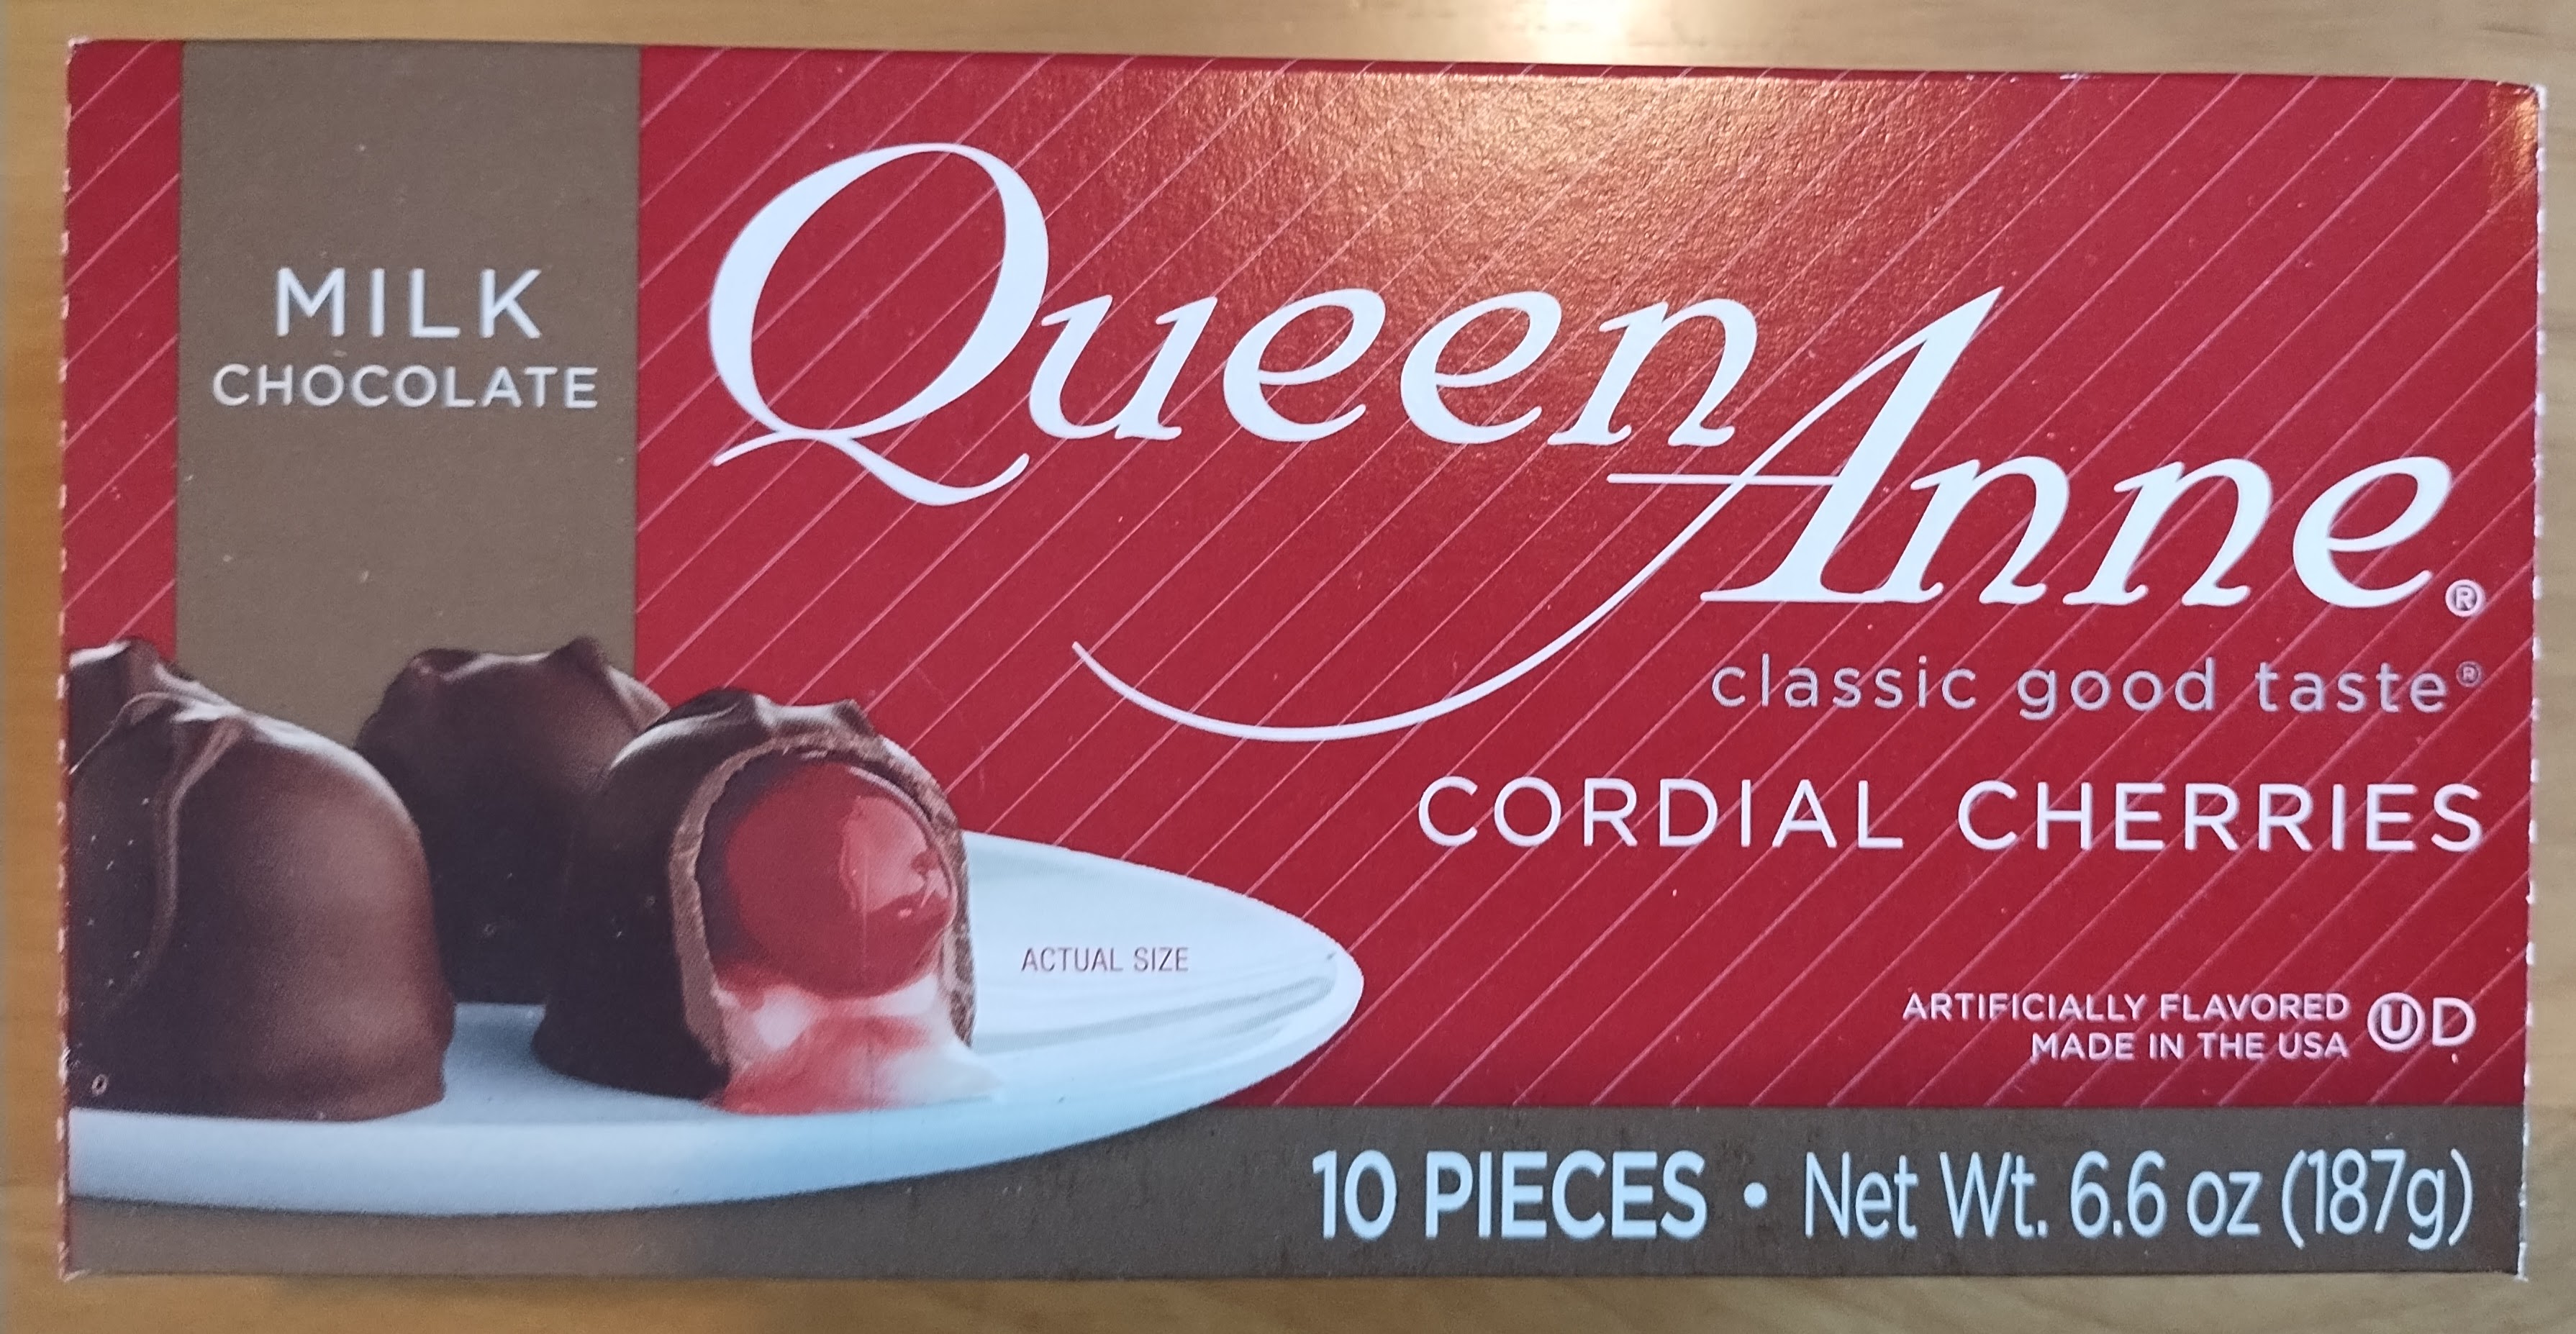 MILK
CHOCOLATE
Queen Anne®
classic good taste®
CORDIAL CHERRIES
ACTUAL SIZE
ARTIFICIALLY FLAVORED
MADE IN THE USA
U D
10 PIECES • Net Wt. 6.6 oz (187g)